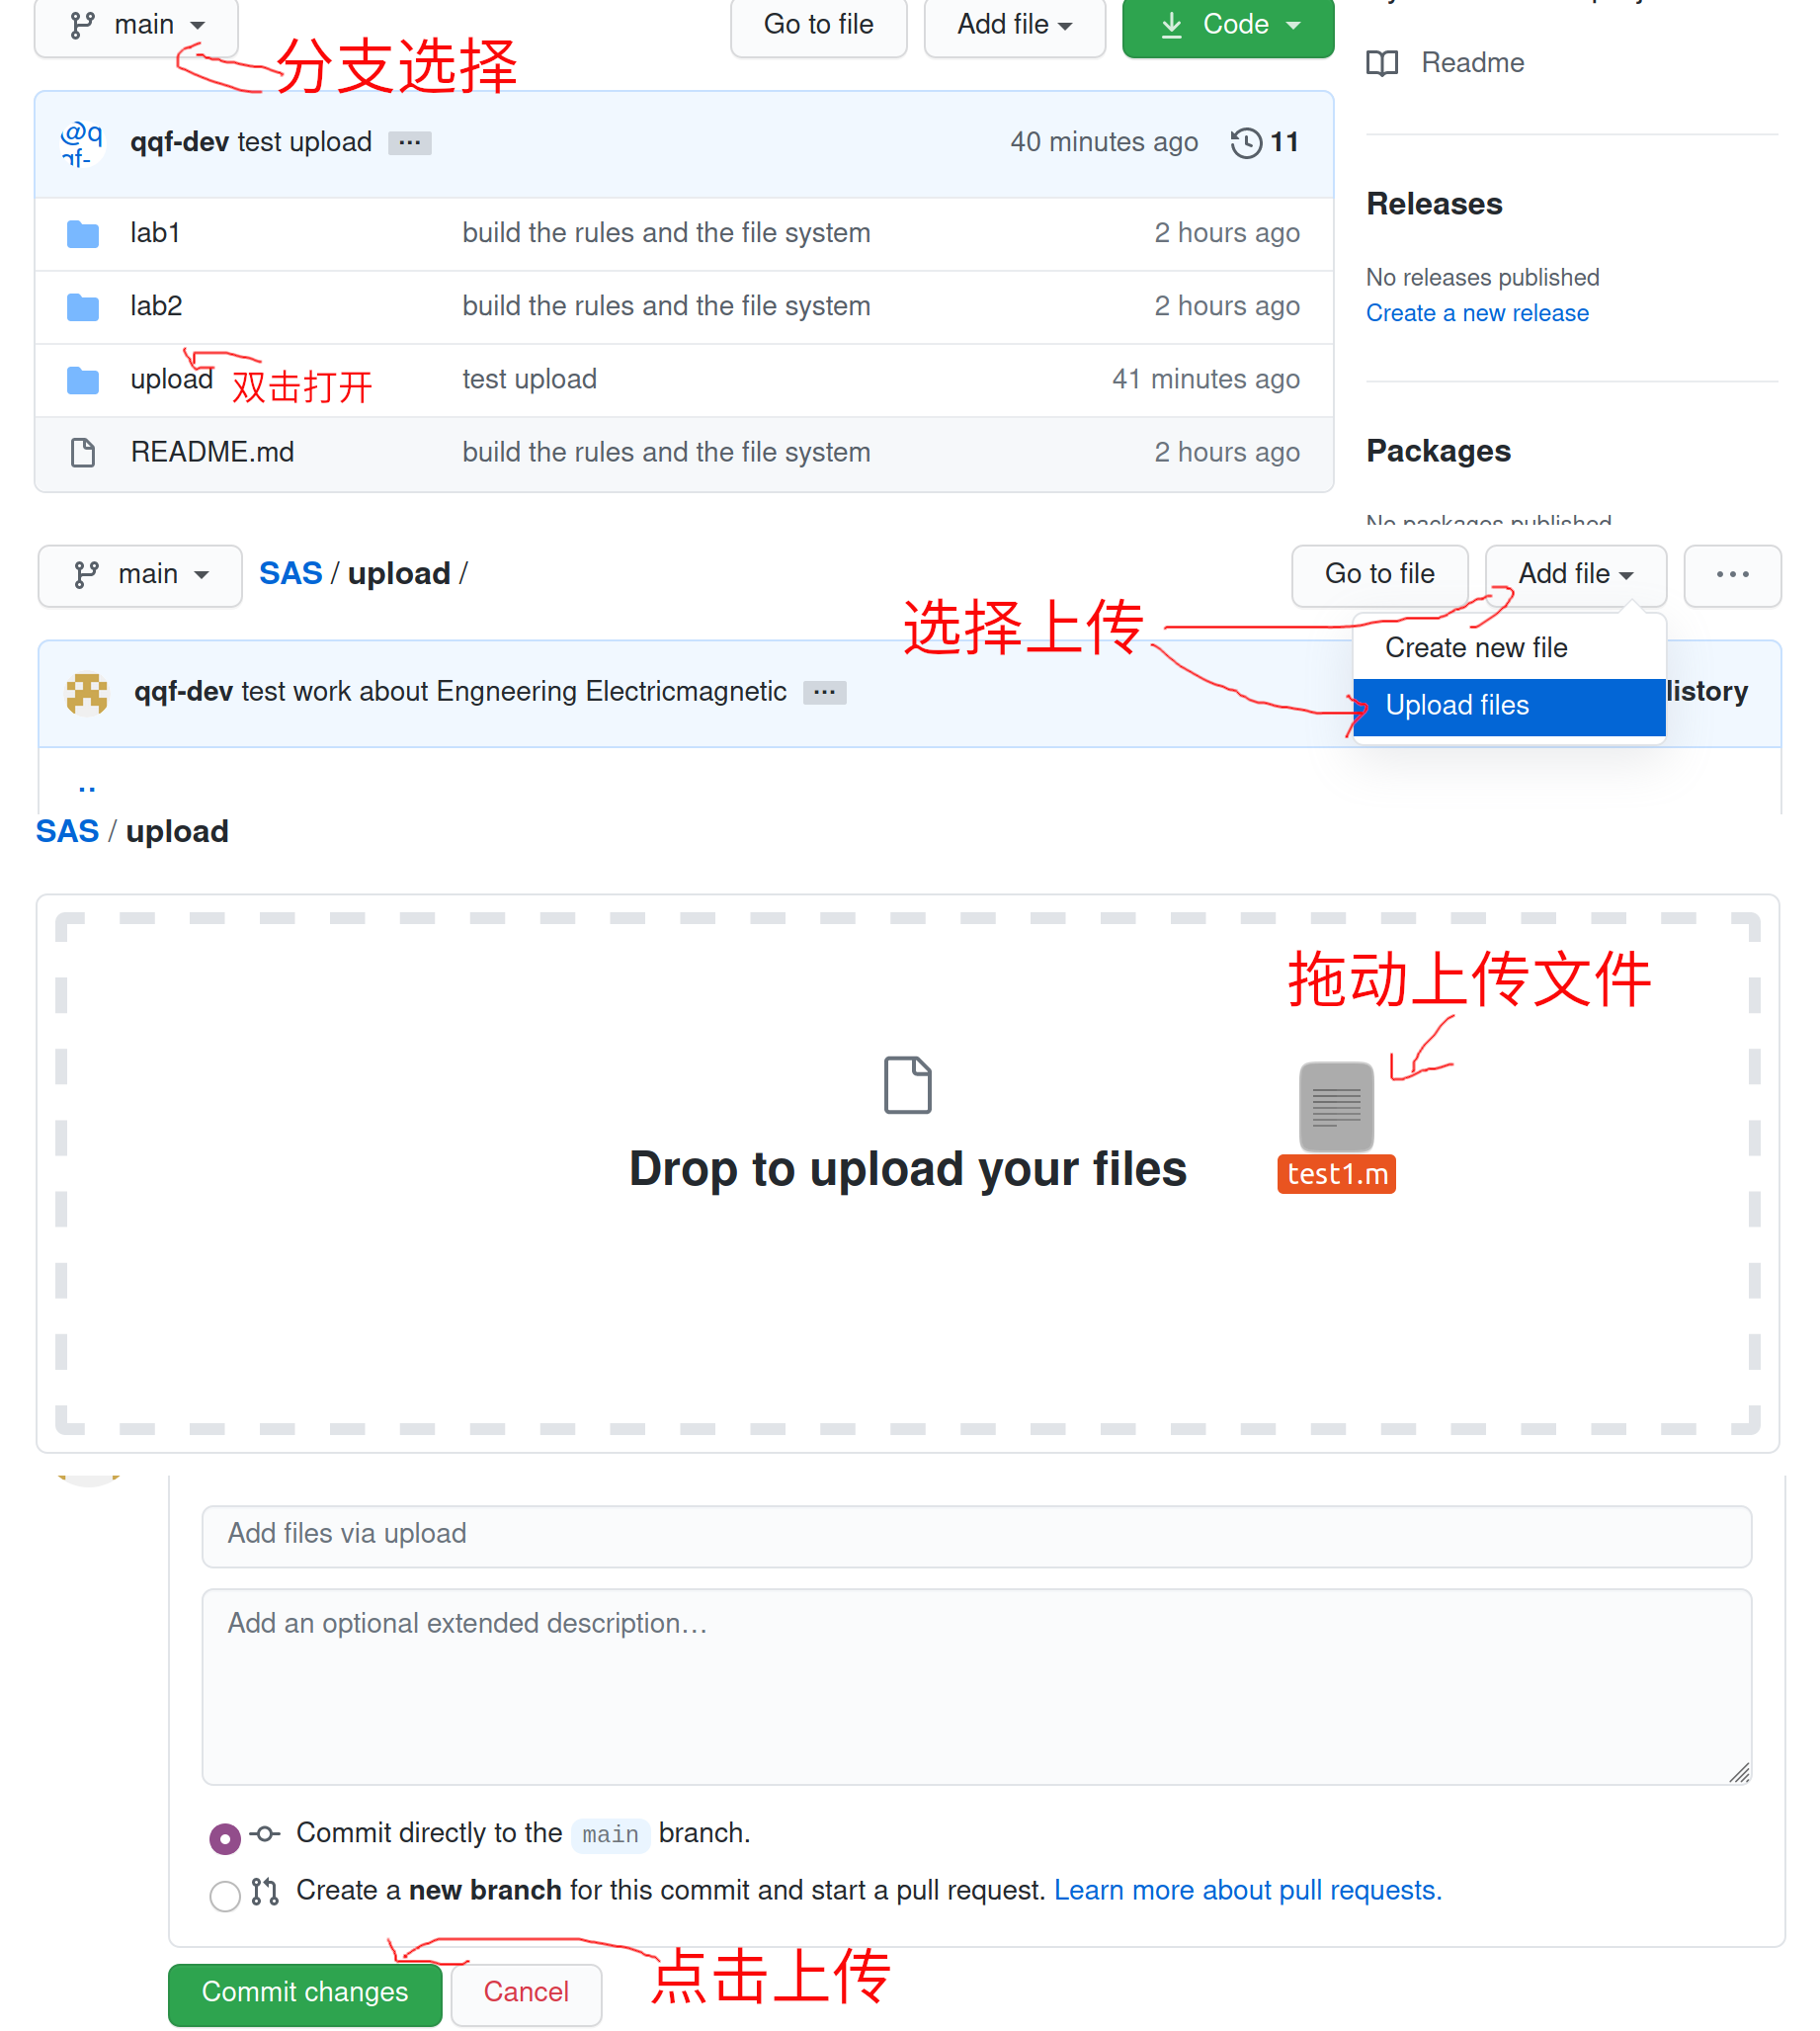 main
Go to file
Add file
Code
Readme
分支选择
@q
qf-
qqf-dev test upload
40 minutes ago
11
lab1 build the rules and the file system 2 hours ago
lab2 build the rules and the file system 2 hours ago
upload test upload 41 minutes ago
双击打开
README.md build the rules and the file system 2 hours ago
Releases
No releases published
Create a new release
Packages
No packages published
main
SAS / upload /
Go to file
Add file
选择上传
Create new file
Upload files
qqf-dev test work about Engneering Electricmagnetic
listory
..
SAS / upload
拖动上传文件
Drop to upload your files
test1.m
Add files via upload
Add an optional extended description…
Commit directly to the main branch.
Create a new branch for this commit and start a pull request. Learn more about pull requests.
Commit changes
Cancel
点击上传